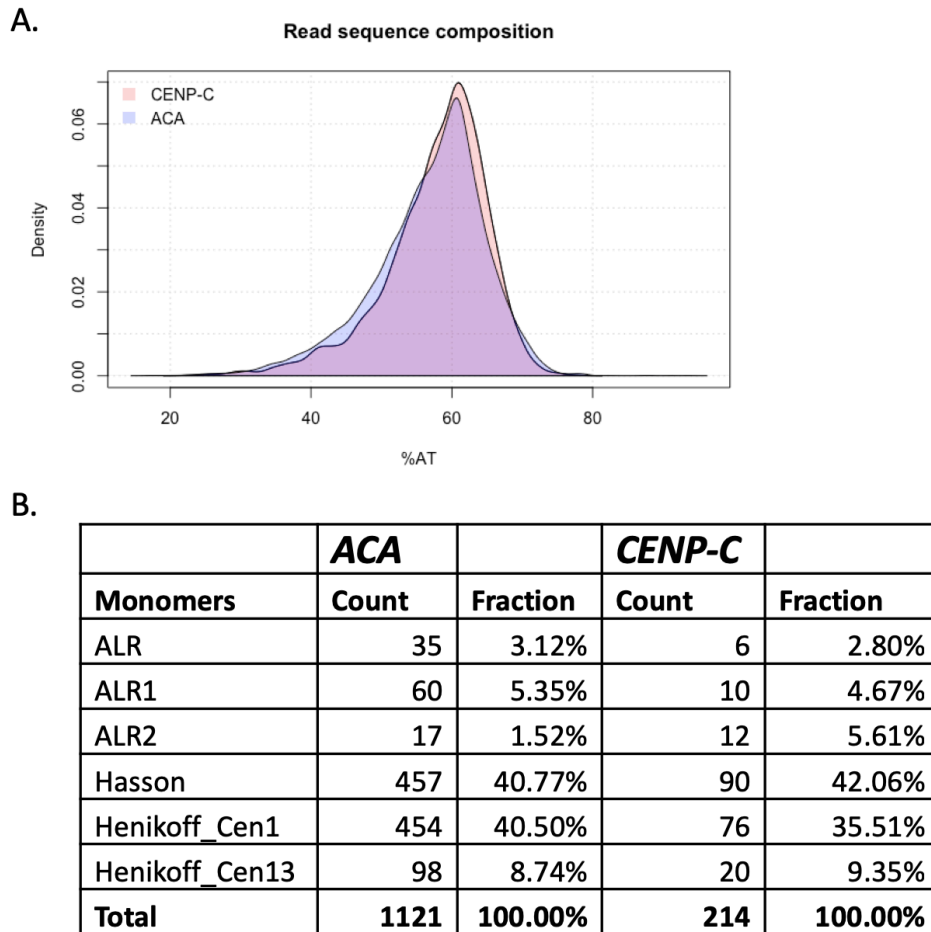 A.
Read sequence composition
CENP-C
ACA
Density
0.00 0.02 0.04 0.06
20 40 60 80
%AT
B.
ACA CENP-C
Monomers Count Fraction Count Fraction
ALR 35 3.12% 6 2.80%
ALR1 60 5.35% 10 4.67%
ALR2 17 1.52% 12 5.61%
Hasson 457 40.77% 90 42.06%
Henikoff_Cen1 454 40.50% 76 35.51%
Henikoff_Cen13 98 8.74% 20 9.35%
Total 1121 100.00% 214 100.00%